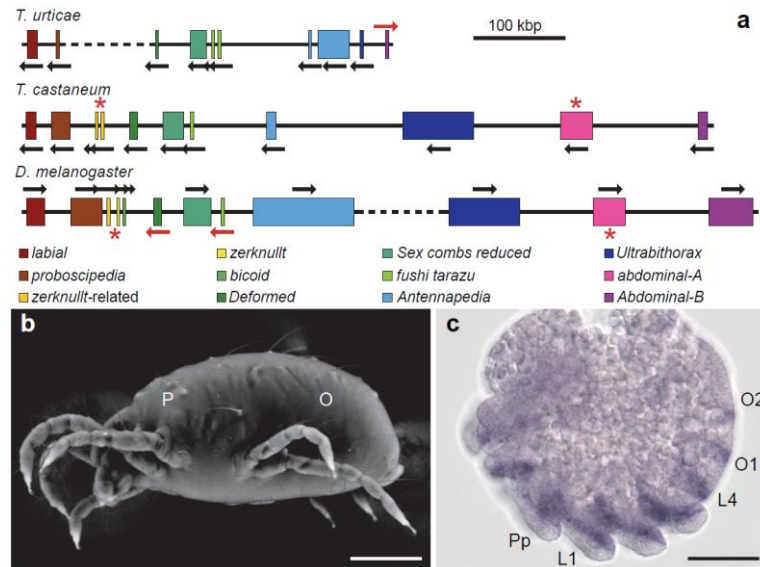 T. urticae
a
100 kbp
T. castaneum
*
*
D. melanogaster
*
*
labial
zerknullt
Sex combs reduced
Ultrabithorax
proboscipedia
bicoid
fushi tarazu
abdominal-A
zerknullt-related
Deformed
Antennapedia
Abdominal-B
b
c
P
O
O2
O1
L4
Pp
L1